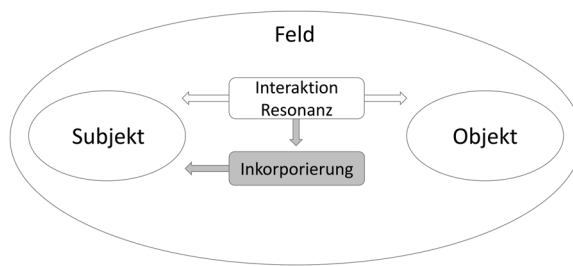 Feld
Interaktion
Resonanz
Subjekt
Objekt
Inkorporierung